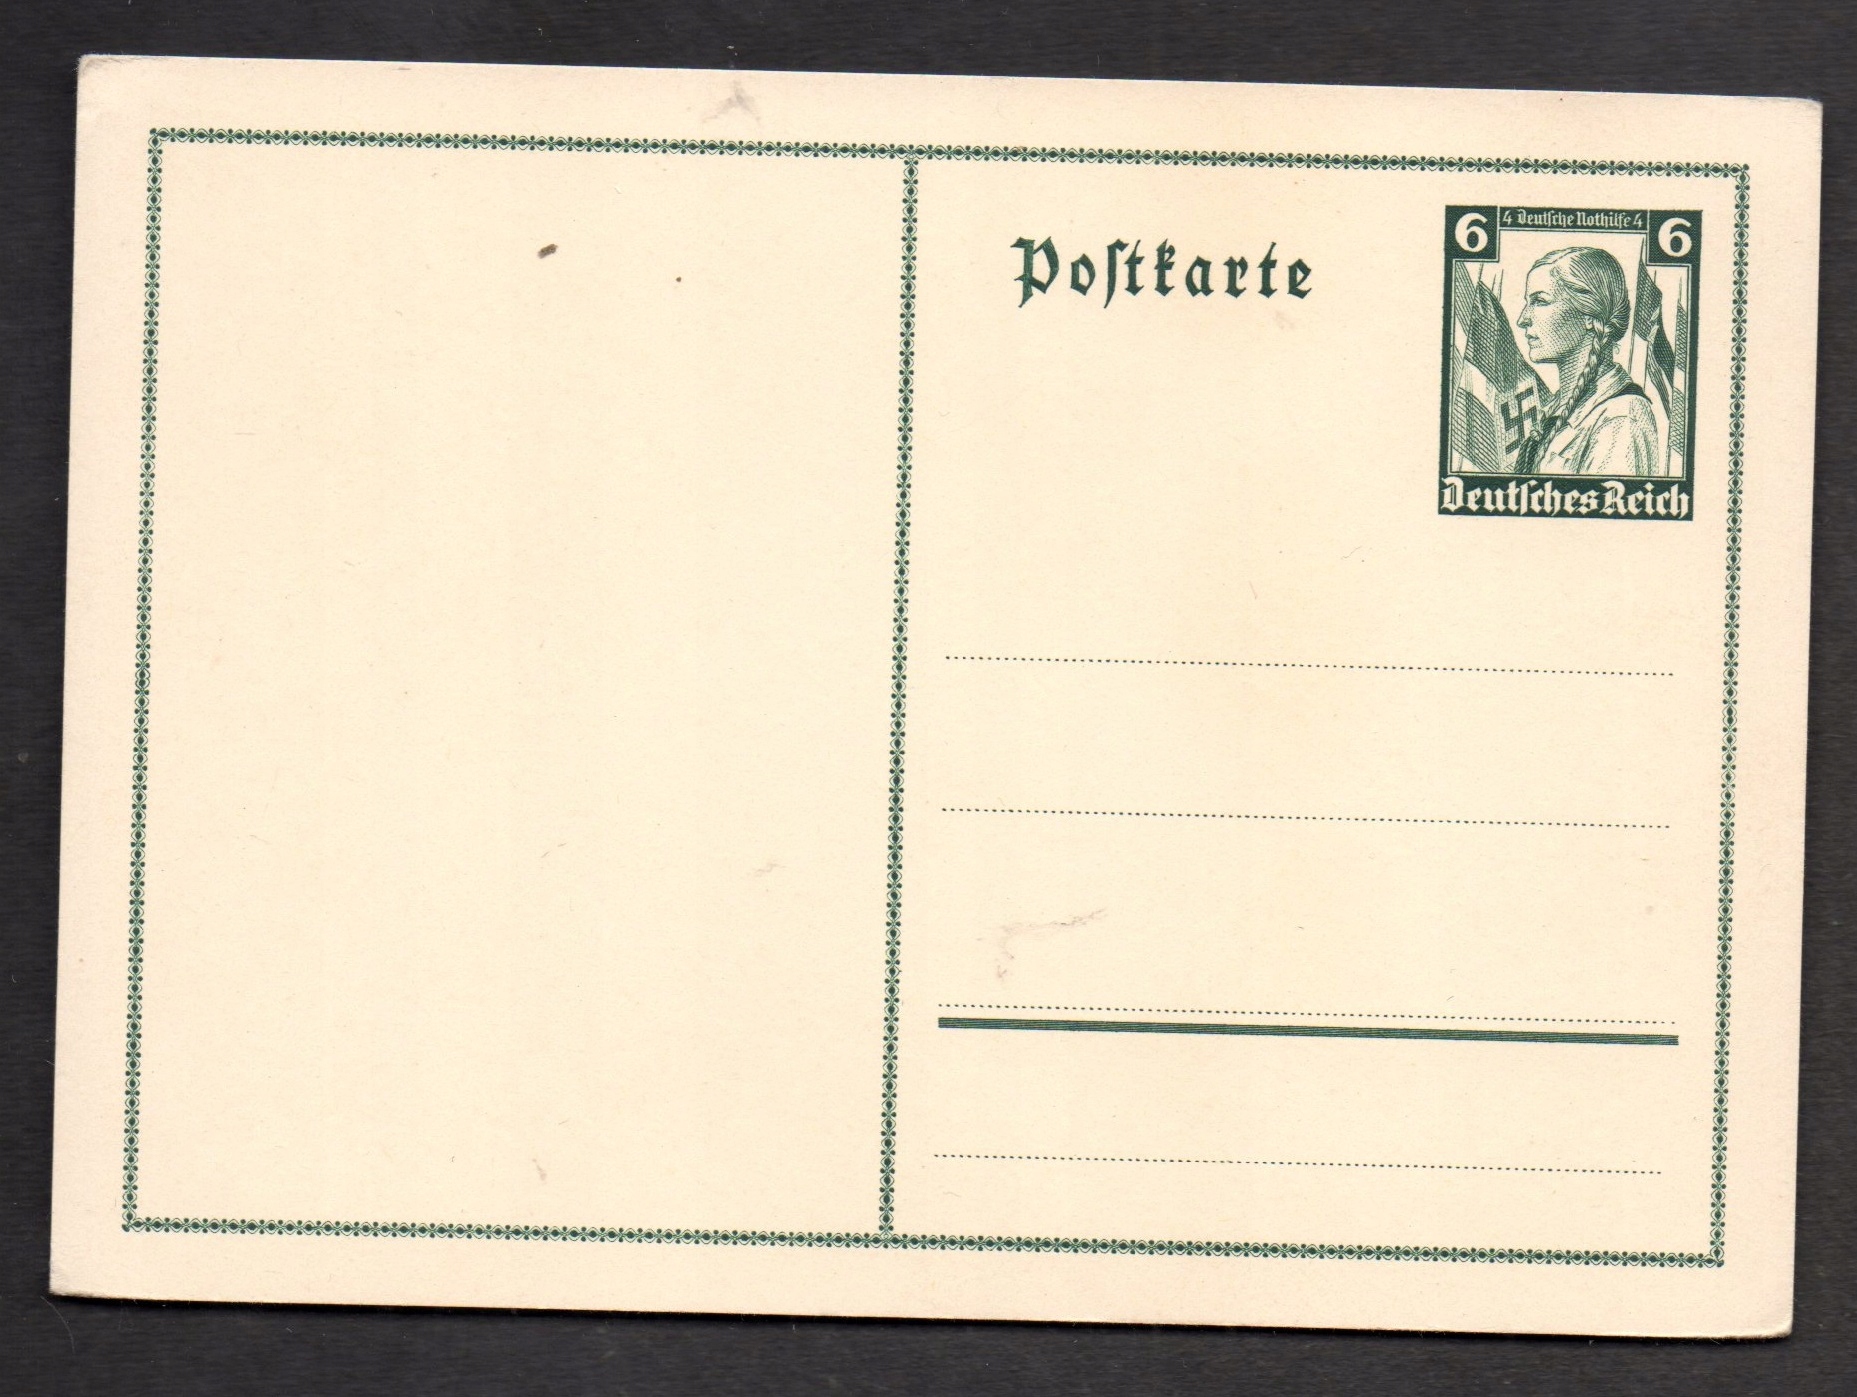 Poſtkarte
6 4 Deutſche Nothilfe 4 6
Deutſches Reich